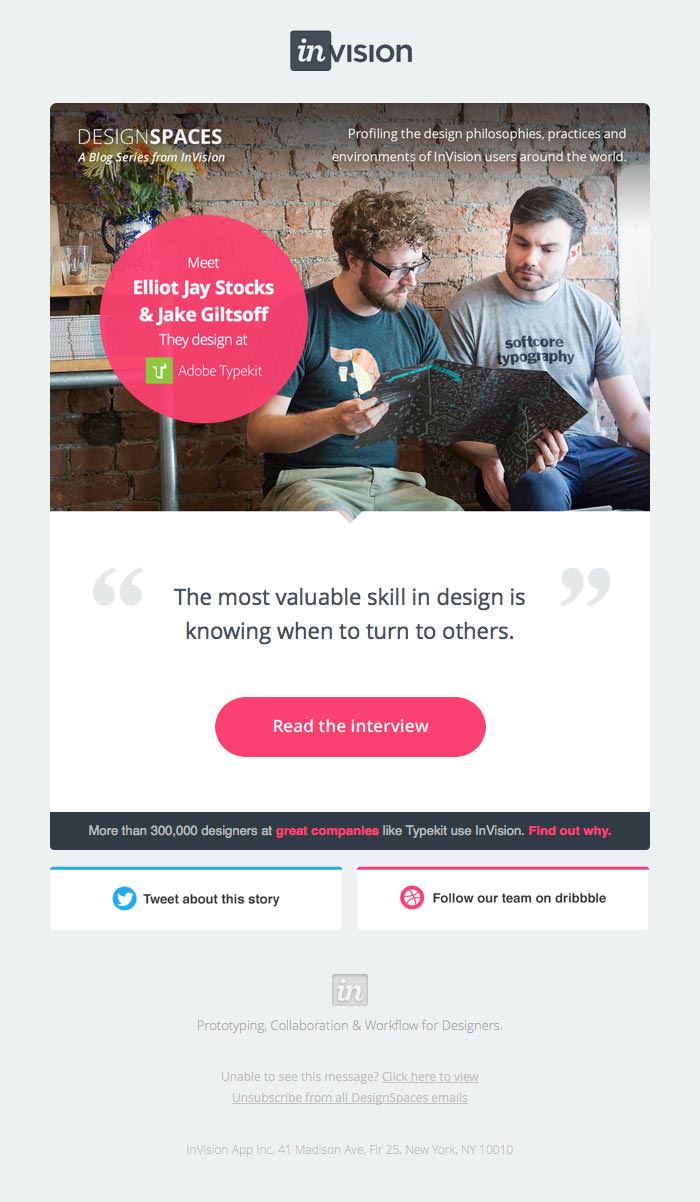 invision
DESIGNSPACES
A Blog Series from InVision
Profiling the design philosophies, practices and
environments of InVision users around the world.
Meet
Elliot Jay Stocks
& Jake Giltsoff
They design at
Adobe Typekit
softcore
typography
“ The most valuable skill in design is ”
knowing when to turn to others.
Read the interview
More than 300,000 designers at great companies like Typekit use InVision. Find out why.
Tweet about this story
Follow our team on dribbble
in
Prototyping, Collaboration & Workflow for Designers.
Unable to see this message? Click here to view
Unsubscribe from all DesignSpaces emails
InVision App Inc. 41 Madison Ave, Flr 25, New York, NY 10010